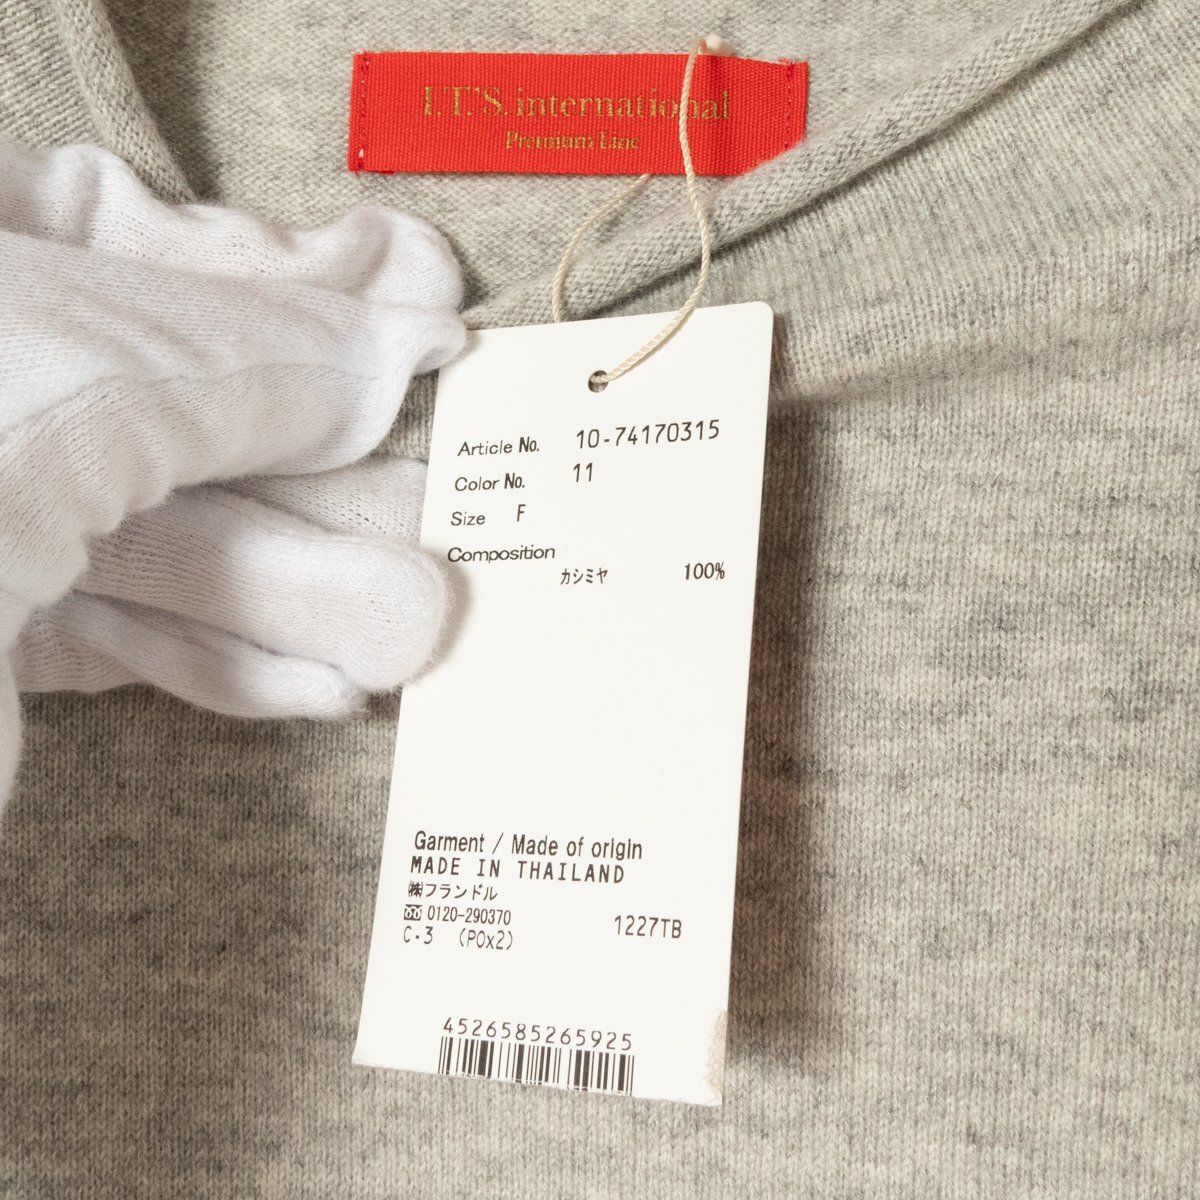 I.T.'S.international
Premium Line
Article No. 10-74170315
Color No. 11
Size F
Composition
カシミヤ 100%
Garment / Made of origin
MADE IN THAILAND
㈱フランドル
0120-290370
C-3 (POx2) 1227TB
4526585265925